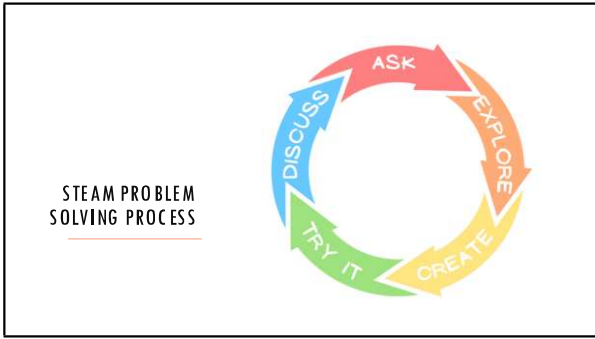 STEAM PROBLEM
SOLVING PROCESS
ASK
EXPLORE
CREATE
TRY IT
DISCUSS